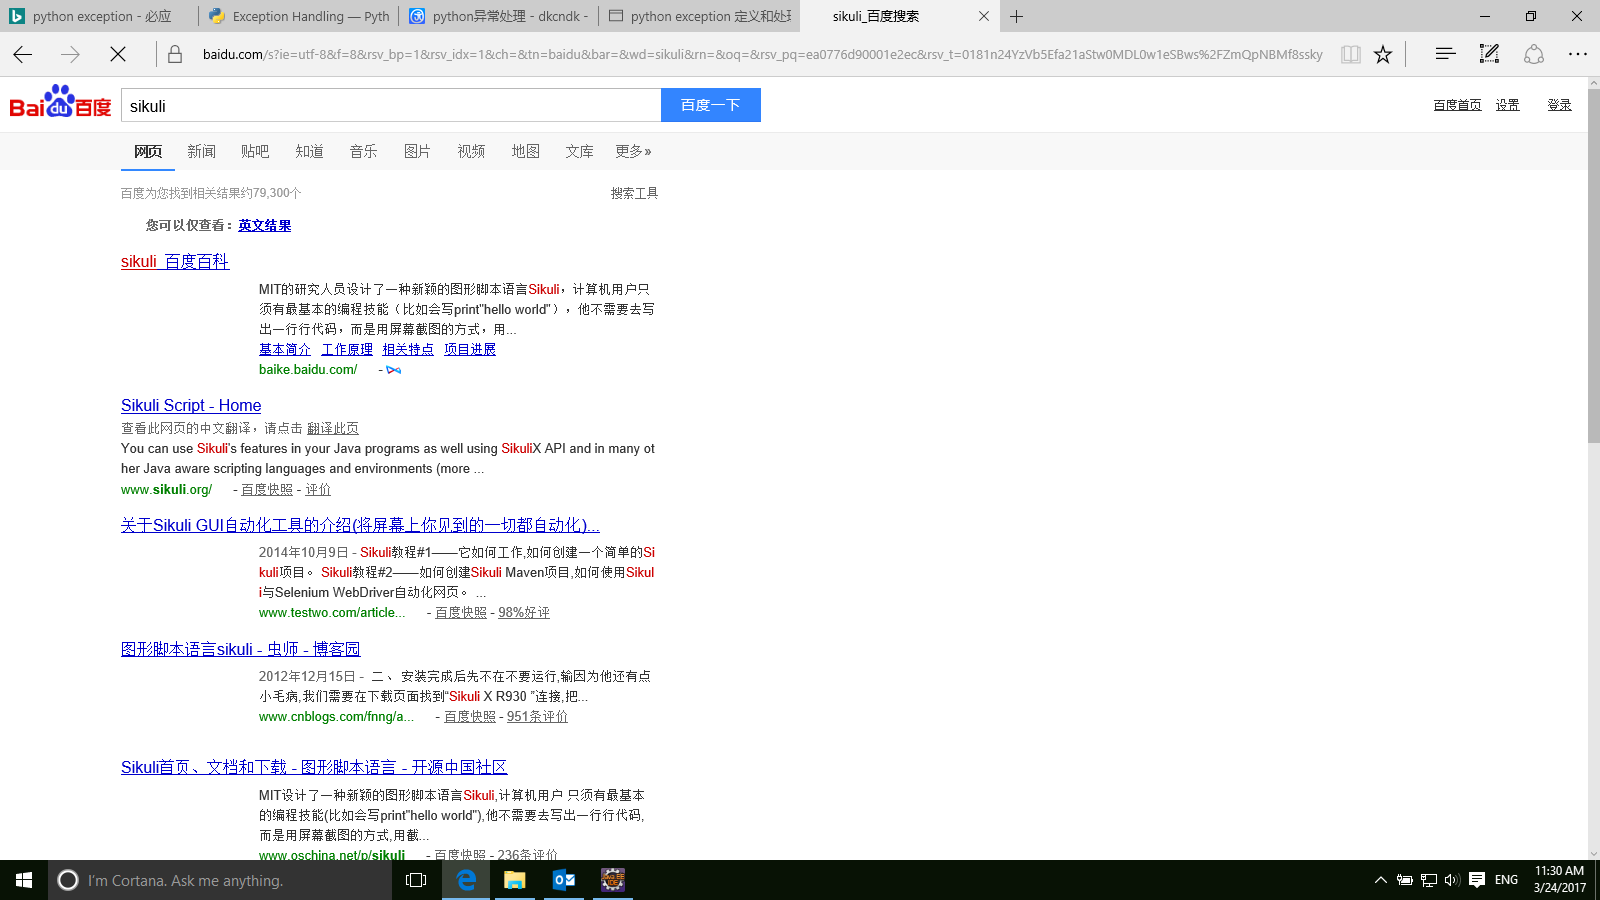 python exception - 必应
Exception Handling — Pyth
python异常处理 - dkcndk -
python exception 定义和处理
sikuli_百度搜索
baidu.com/s?ie=utf-8&f=8&rsv_bp=1&rsv_idx=1&ch=&tn=baidu&bar=&wd=sikuli&rn=&oq=&rsv_pq=ea0776d90001e2ec&rsv_t=0181n24YzVb5Efa21aStw0MDL0w1eSBws%2FZmQpNBMf8ssky
Bai du 百度
sikuli
百度一下
百度首页 设置 登录
网页 新闻 贴吧 知道 音乐 图片 视频 地图 文库 更多»
百度为您找到相关结果约79,300个
搜索工具
您可以仅查看：英文结果
sikuli_百度百科
MIT的研究人员设计了一种新颖的图形脚本语言Sikuli，计算机用户只
须有最基本的编程技能（比如会写print"hello world"），他不需要去写
出一行行代码，而是用屏幕截图的方式，用...
基本简介 工作原理 相关特点 项目进展
baike.baidu.com/ -
Sikuli Script - Home
查看此网页的中文翻译，请点击 翻译此页
You can use Sikuli's features in your Java programs as well using SikuliX API and in many ot
her Java aware scripting languages and environments (more ...
www.sikuli.org/ - 百度快照 - 评价
关于Sikuli GUI自动化工具的介绍(将屏幕上你见到的一切都自动化)...
2014年10月9日 - Sikuli教程#1——它如何工作,如何创建一个简单的Si
kuli项目。 Sikuli教程#2——如何创建Sikuli Maven项目,如何使用Sikul
i与Selenium WebDriver自动化网页。 ...
www.testwo.com/article... - 百度快照 - 98%好评
图形脚本语言sikuli - 虫师 - 博客园
2012年12月15日 - 二、 安装完成后先不在不要运行,输因为他还有点
小毛病,我们需要在下载页面找到“Sikuli X R930 ”连接,把...
www.cnblogs.com/fnng/a... - 百度快照 - 951条评价
Sikuli首页、文档和下载 - 图形脚本语言 - 开源中国社区
MIT设计了一种新颖的图形脚本语言Sikuli,计算机用户 只须有最基本
的编程技能(比如会写print"hello world"),他不需要去写出一行行代码,
而是用屏幕截图的方式,用截...
www.oschina.net/p/sikuli - 百度快照 - 236条评价
I'm Cortana. Ask me anything.
ENG
11:30 AM
3/24/2017